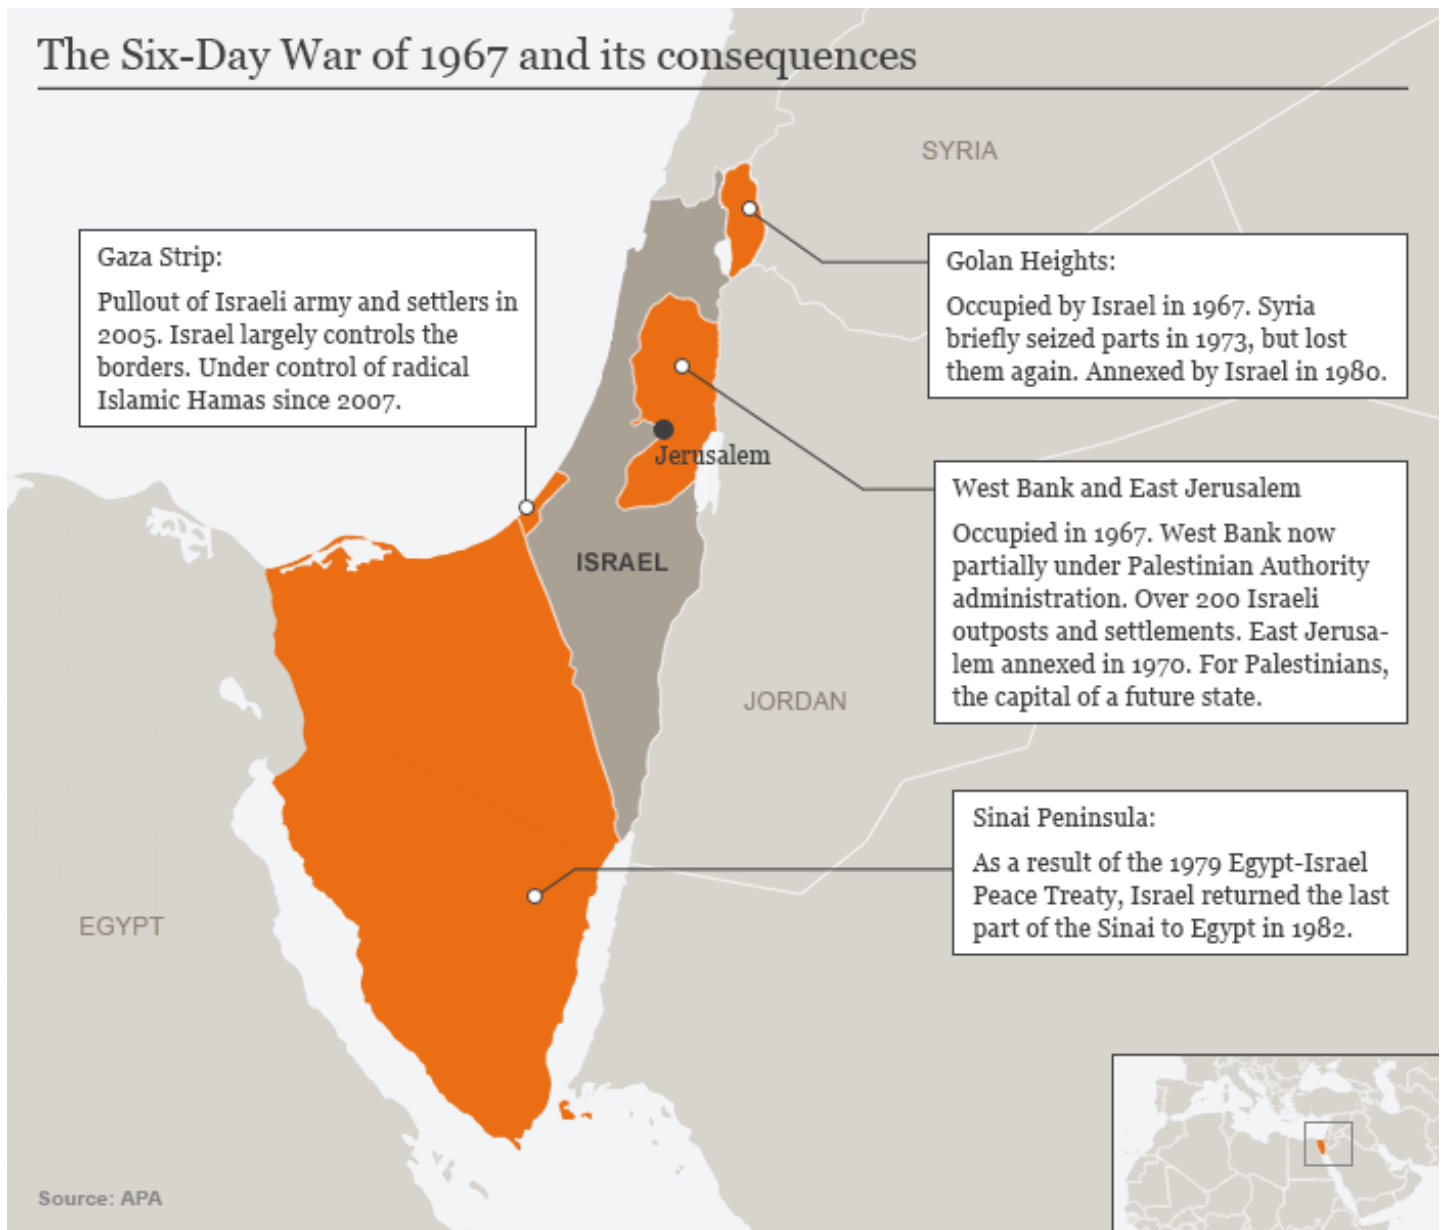 The Six-Day War of 1967 and its consequences
SYRIA
Gaza Strip:
Pullout of Israeli army and settlers in
2005. Israel largely controls the
borders. Under control of radical
Islamic Hamas since 2007.
Golan Heights:
Occupied by Israel in 1967. Syria
briefly seized parts in 1973, but lost
them again. Annexed by Israel in 1980.
Jerusalem
West Bank and East Jerusalem
Occupied in 1967. West Bank now
partially under Palestinian Authority
administration. Over 200 Israeli
outposts and settlements. East Jerusa-
lem annexed in 1970. For Palestinians,
the capital of a future state.
ISRAEL
JORDAN
Sinai Peninsula:
As a result of the 1979 Egypt-Israel
Peace Treaty, Israel returned the last
part of the Sinai to Egypt in 1982.
EGYPT
Source: APA